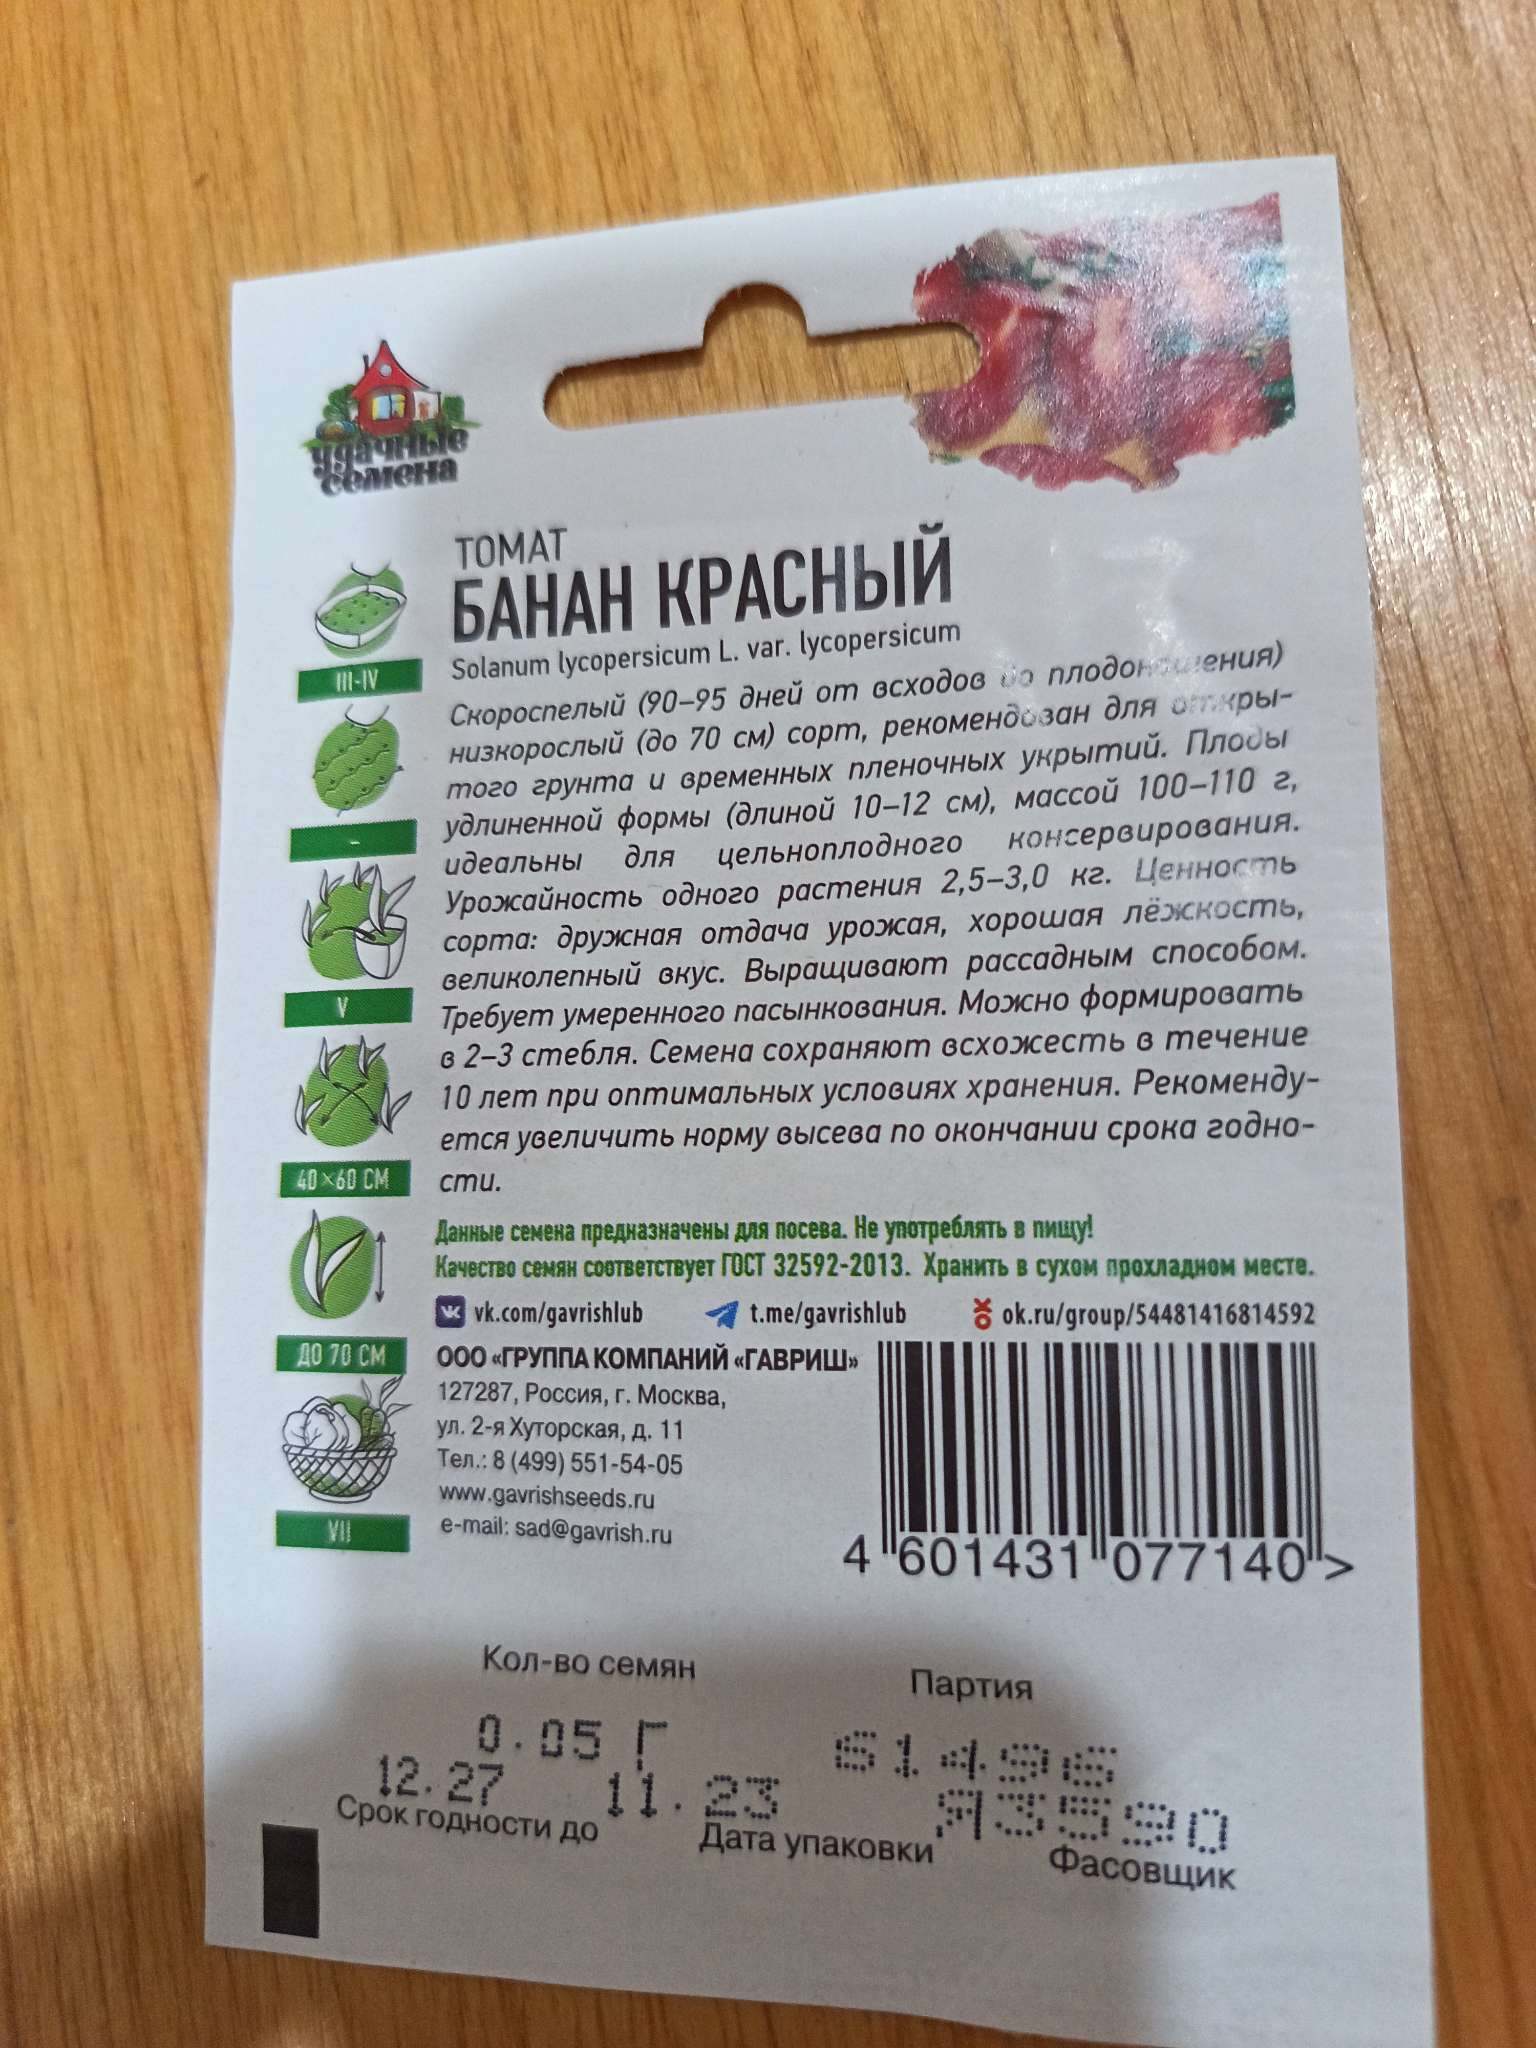 удачные
семена
ТОМАТ
БАНАН КРАСНЫЙ
Solanum lycopersicum L. var. lycopersicum
Скороспелый (90–95 дней от всходов до плодоношения)
низкорослый (до 70 см) сорт, рекомендован для откры-
того грунта и временных пленочных укрытий. Плоды
удлиненной формы (длиной 10–12 см), массой 100–110 г,
идеальны для цельноплодного консервирования.
Урожайность одного растения 2,5–3,0 кг. Ценность
сорта: дружная отдача урожая, хорошая лёжкость,
великолепный вкус. Выращивают рассадным способом.
Требует умеренного пасынкования. Можно формировать
в 2–3 стебля. Семена сохраняют всхожесть в течение
10 лет при оптимальных условиях хранения. Рекоменду-
ется увеличить норму высева по окончании срока годно-
сти.
III-IV
-
V
40×60 СМ
ДО 70 СМ
VII
Данные семена предназначены для посева. Не употреблять в пищу!
Качество семян соответствует ГОСТ 32592-2013. Хранить в сухом прохладном месте.
vk.com/gavrishlub t.me/gavrishlub ok.ru/group/54481416814592
ООО «ГРУППА КОМПАНИЙ «ГАВРИШ»
127287, Россия, г. Москва,
ул. 2-я Хуторская, д. 11
Тел.: 8 (499) 551-54-05
www.gavrishseeds.ru
e-mail: sad@gavrish.ru
4 601431 077140 >
Кол-во семян Партия
0.05 Г
12.27 11.23
Срок годности до Дата упаковки Фасовщик